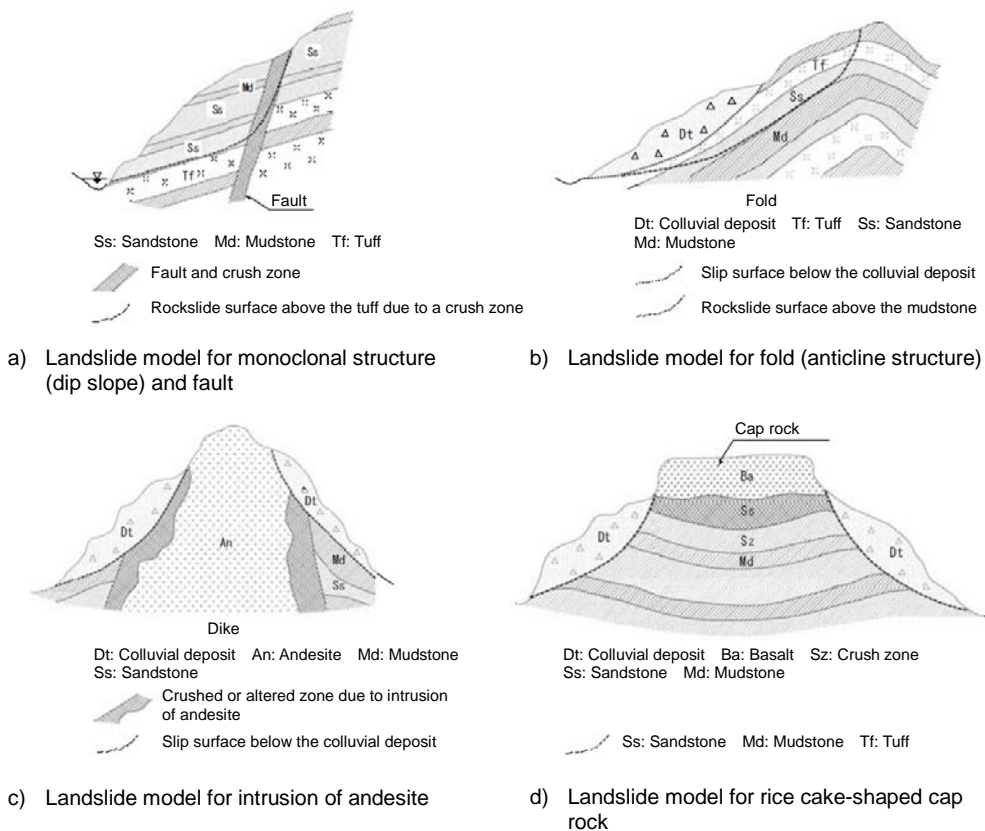 Ss
Md
Ss
Ss
Tf
Fault
Ss: Sandstone Md: Mudstone Tf: Tuff
Fault and crush zone
Rockslide surface above the tuff due to a crush zone
a) Landslide model for monoclonal structure
(dip slope) and fault
Tf
Ss
Dt
Md
Fold
Dt: Colluvial deposit Tf: Tuff Ss: Sandstone
Md: Mudstone
Slip surface below the colluvial deposit
Rockslide surface above the mudstone
b) Landslide model for fold (anticline structure)
Dt
Dt
An
Md
Ss
Dike
Dt: Colluvial deposit An: Andesite Md: Mudstone
Ss: Sandstone
Crushed or altered zone due to intrusion
of andesite
Slip surface below the colluvial deposit
c) Landslide model for intrusion of andesite
Cap rock
Ba
Ss
Sz
Md
Dt
Dt
Dt: Colluvial deposit Ba: Basalt Sz: Crush zone
Ss: Sandstone Md: Mudstone
Ss: Sandstone Md: Mudstone Tf: Tuff
d) Landslide model for rice cake-shaped cap
rock